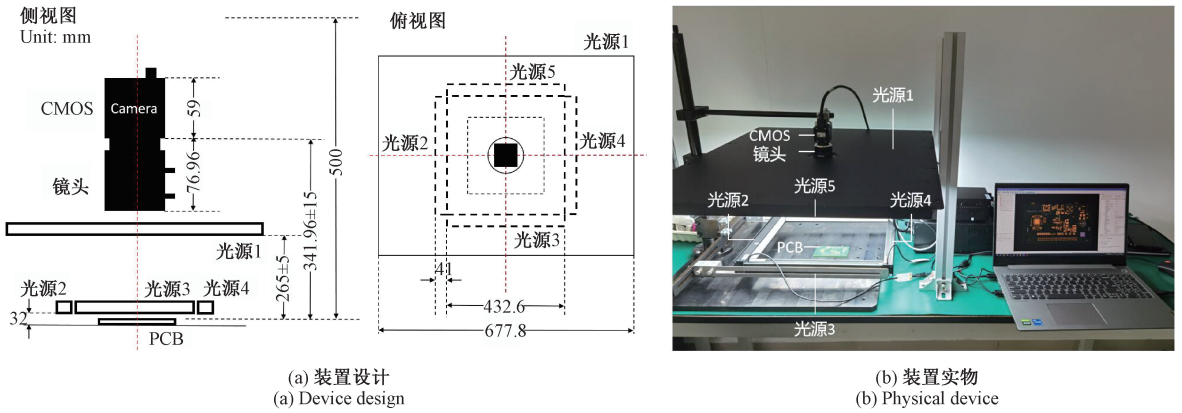 侧视图
Unit: mm
CMOS
Camera
镜头
59
76.96
500
341.96±15
265±5
光源1
光源2
光源3
光源4
32
PCB
俯视图
光源1
光源5
光源2
光源4
光源3
41
432.6
677.8
光源1
CMOS
镜头
光源5
光源2
光源4
PCB
光源3
(a) 装置设计
(a) Device design
(b) 装置实物
(b) Physical device